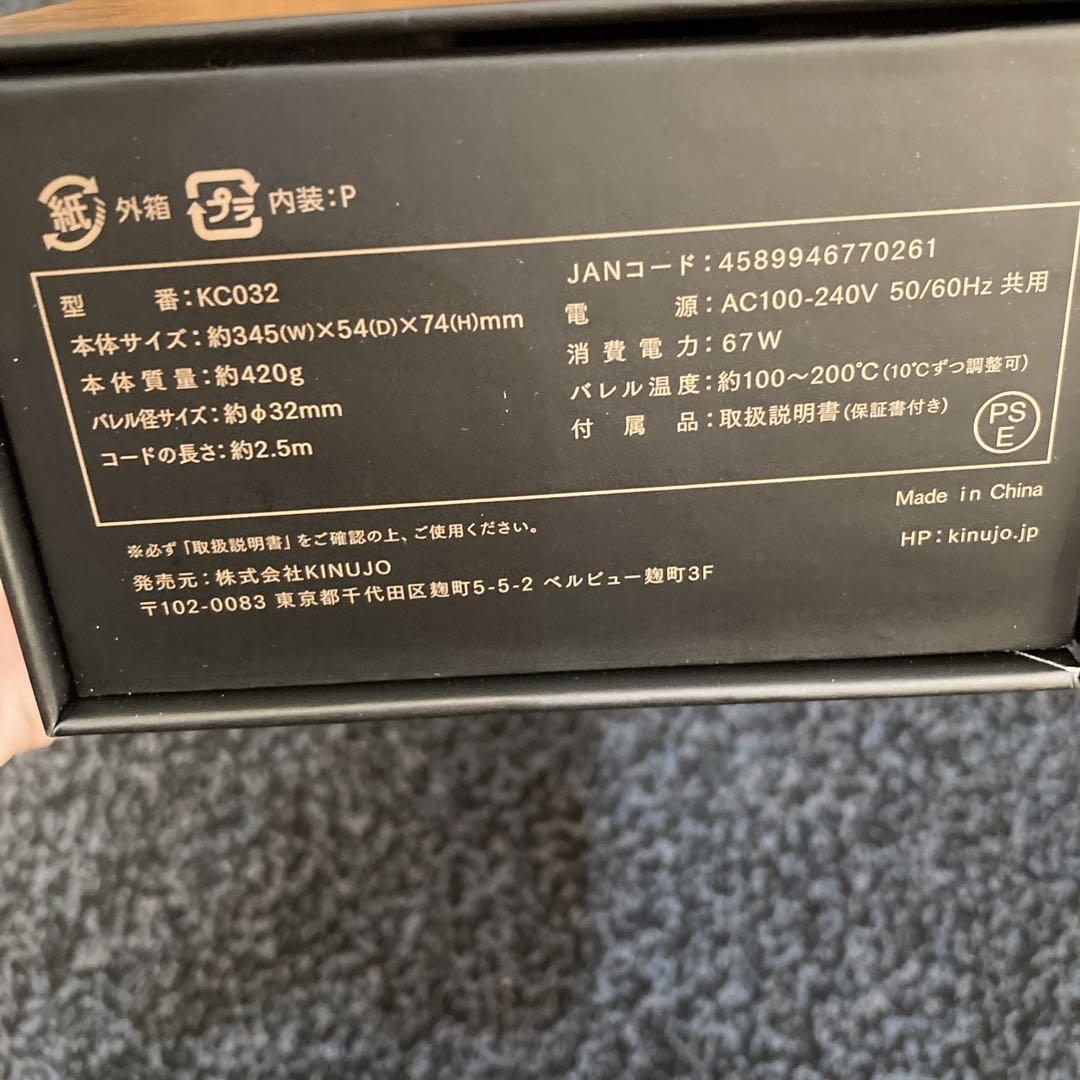 紙 外箱 プラ 内装:P
型番:KC032
本体サイズ:約345(W)×54(D)×74(H)mm
本体質量:約420g
バレル径サイズ:約φ32mm
コードの長さ:約2.5m
JANコード:4589946770261
電源:AC100-240V 50/60Hz 共用
消費電力:67W
バレル温度:約100〜200℃(10℃ずつ調整可)
付属品:取扱説明書(保証書付き)
PS
E
Made in China
※必ず「取扱説明書」をご確認の上、ご使用ください。
HP:kinujo.jp
発売元:株式会社KINUJO
〒102-0083 東京都千代田区麹町5-5-2 ベルビュー麹町3F